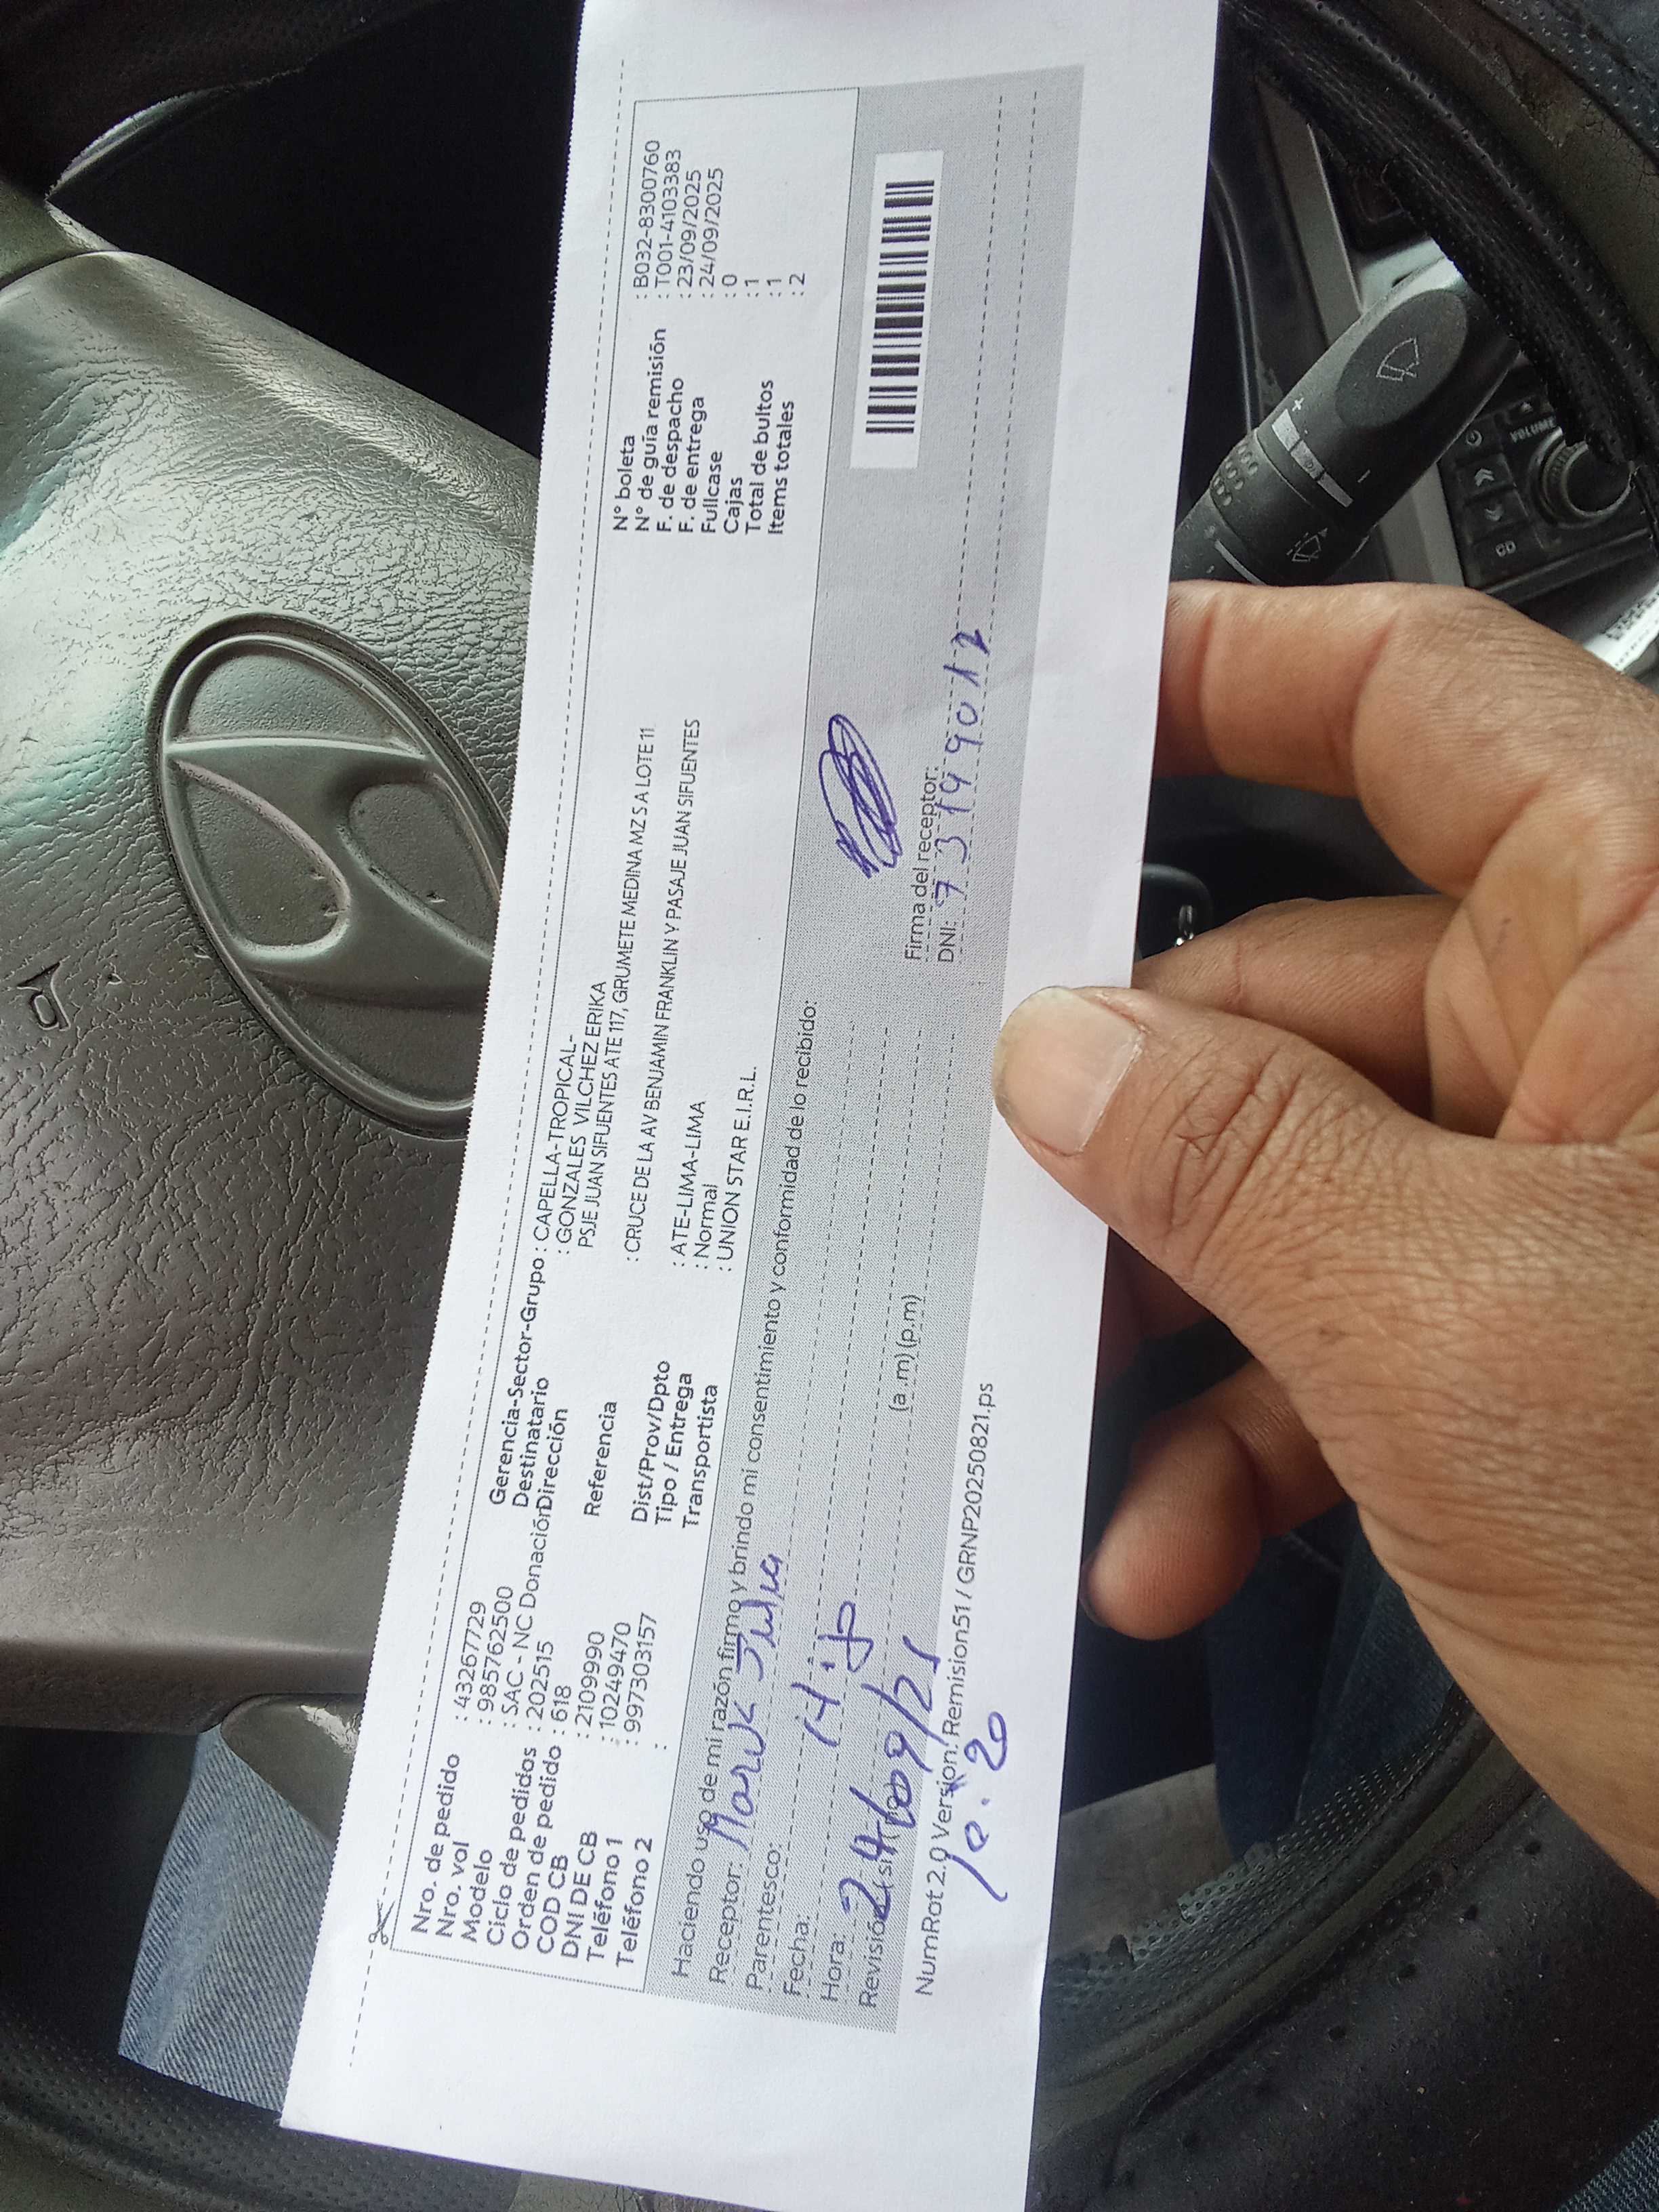 Nro. de pedido : 43267729
Nro. val : 985762500
Modelo : SAC - NC Donación
Ciclo de pedidos : 202515
Orden de pedido : 618
COD CB : 2109990
DNI DE CB : 10249470
Teléfono 1 : 997303157
Teléfono 2 :
Gerencia-Sector-Grupo : CAPELLA-TROPICAL-
Destinatario : GONZALES VILCHEZ ERIKA
Dirección PSJE JUAN SIFUENTES ATE 117, GRUMETE MEDINA MZ S A LOTE 11
Referencia : CRUCE DE LA AV BENJAMIN FRANKLIN Y PASAJE JUAN SIFUENTES
Dist/Prov/Dpto : ATE-LIMA-LIMA
Tipo / Entrega : Normal
Transportista : UNION STAR E.I.R.L.
N° boleta : B032-8300760
N° de guía remisión : T001-4103383
F. de despacho : 23/09/2025
F. de entrega : 24/09/2025
Fullcase : 0
Cajas : 1
Total de bultos : 1
Items totales : 2
Haciendo uso de mi razón firmo y brindo mi consentimiento y conformidad de lo recibido:
Receptor:
Parentesco:
Fecha:
Hora: 24/09/25 (a .m) (p.m)
Firma del receptor:
DNI: 73199017
NumRot 2.0 Version: Remision51 / GRNP20250821.ps
10:20
VOLUME
CD